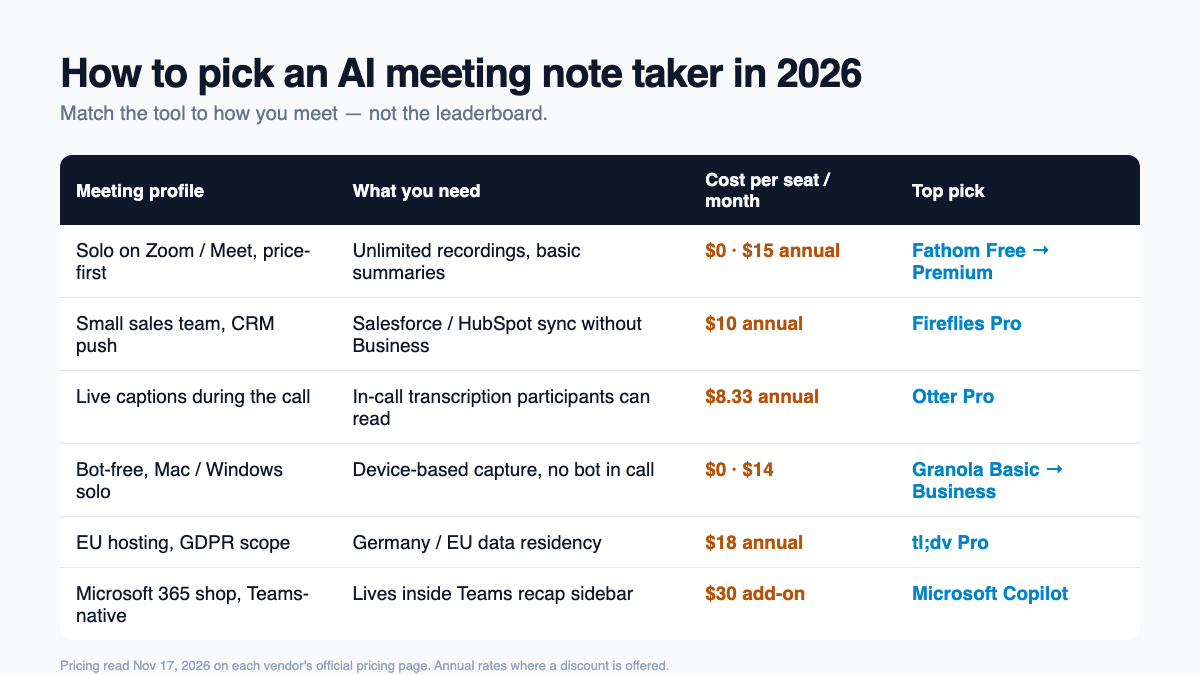 How to pick an AI meeting note taker in 2026
Match the tool to how you meet — not the leaderboard.
Meeting profile
What you need
Cost per seat /
month
Top pick
Solo on Zoom / Meet, price-
first
Unlimited recordings, basic
summaries
$0 · $15 annual
Fathom Free →
Premium
Small sales team, CRM
push
Salesforce / HubSpot sync without
Business
$10 annual
Fireflies Pro
Live captions during the call
In-call transcription participants can
read
$8.33 annual
Otter Pro
Bot-free, Mac / Windows
solo
Device-based capture, no bot in call
$0 · $14
Granola Basic →
Business
EU hosting, GDPR scope
Germany / EU data residency
$18 annual
tl;dv Pro
Microsoft 365 shop, Teams-
native
Lives inside Teams recap sidebar
$30 add-on
Microsoft Copilot
Pricing read Nov 17, 2026 on each vendor's official pricing page. Annual rates where a discount is offered.